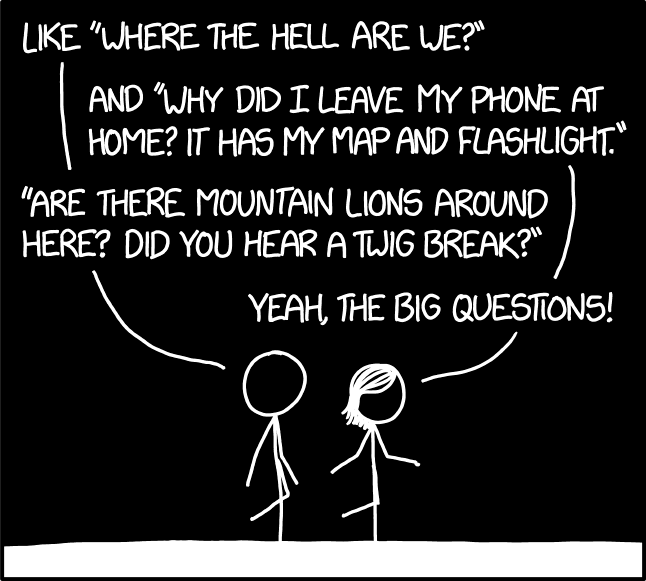 LIKE "WHERE THE HELL ARE WE?"
AND "WHY DID I LEAVE MY PHONE AT
HOME? IT HAS MY MAP AND FLASHLIGHT."
"ARE THERE MOUNTAIN LIONS AROUND
HERE? DID YOU HEAR A TWIG BREAK?"
YEAH, THE BIG QUESTIONS!